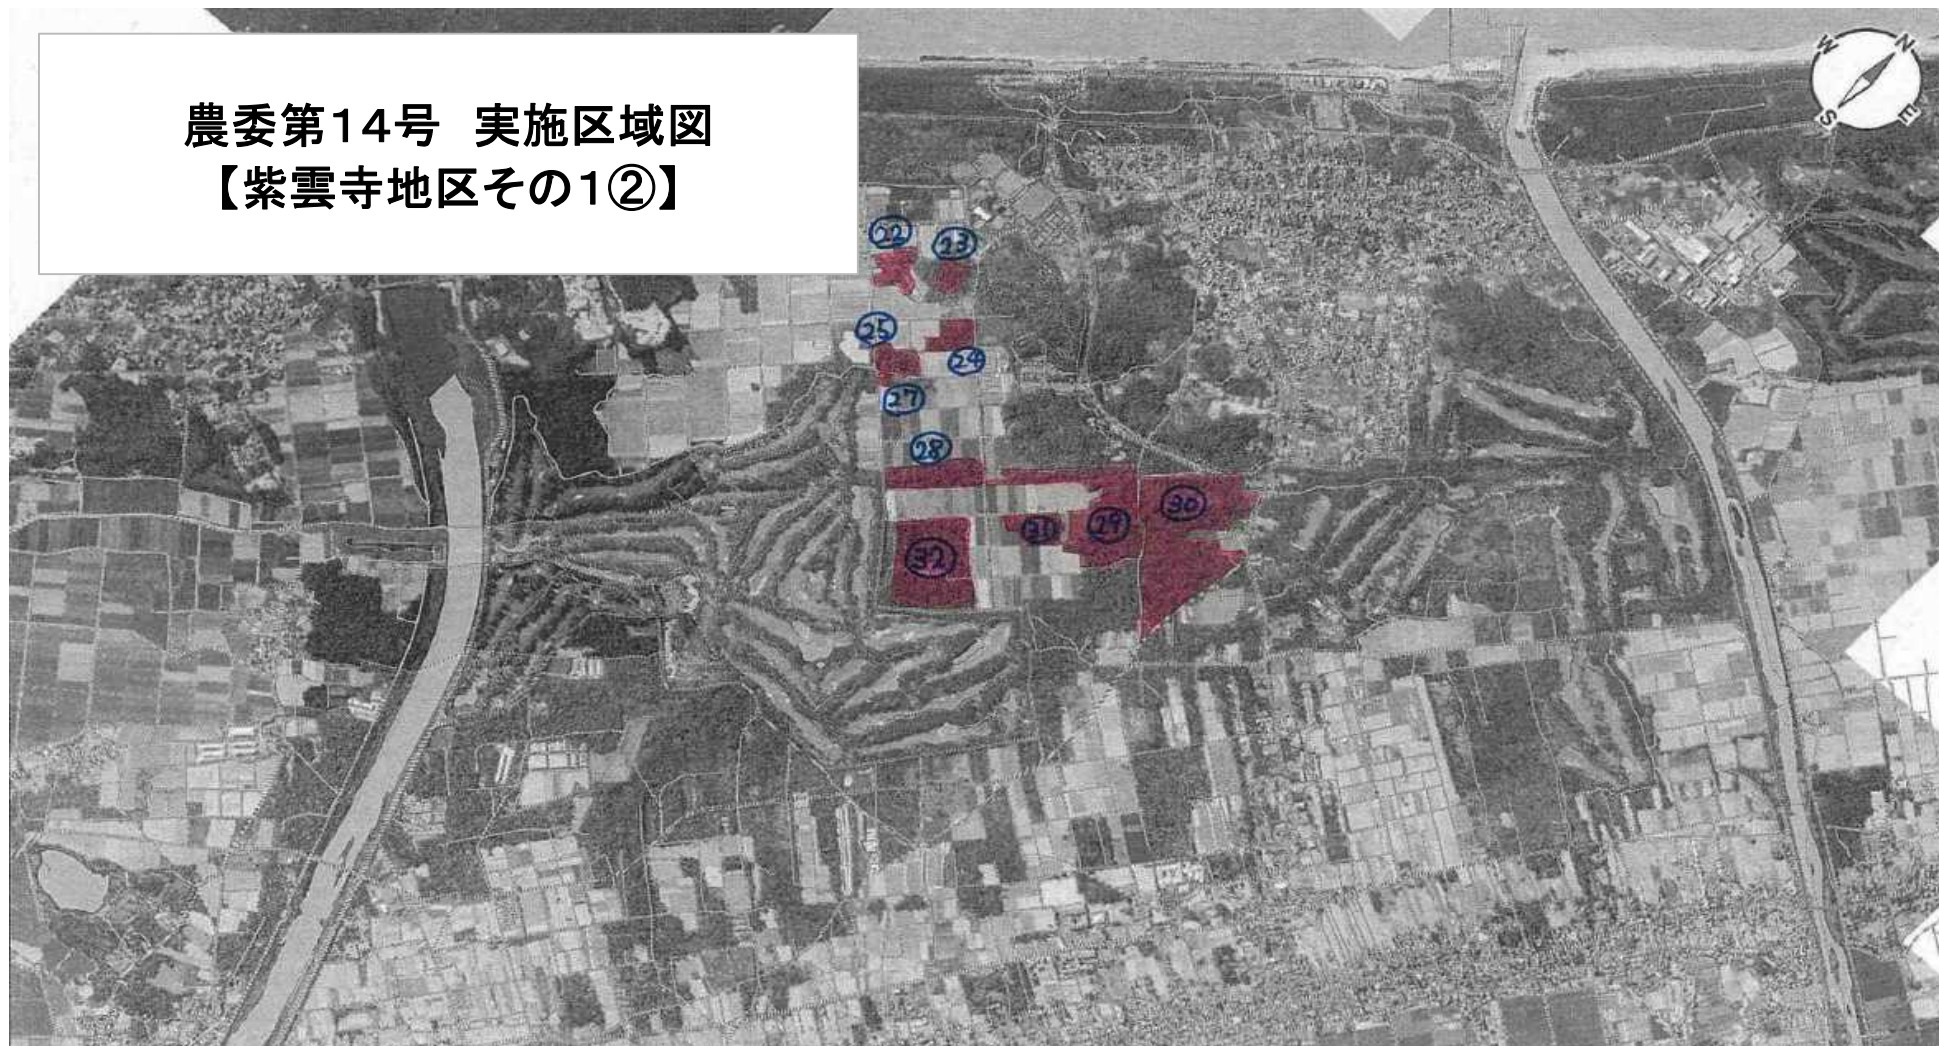 農委第14号　実施区域図
【紫雲寺地区その1②】
W N
S E
㉒ ㉓
㉕
㉔
㉗
㉘
㉚
㉛ ㉙
㉜